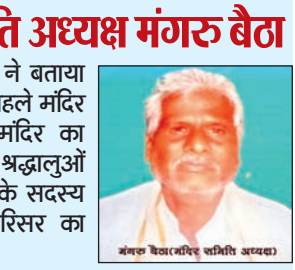 ति अध्यक्ष मंगरु बैठा
ने बताया
हले मंदिर
मंदिर का
श्रद्धालुओं
के सदस्य
रिसर का
मंगरु बैठा(मंदिर समिति अध्यक्ष)